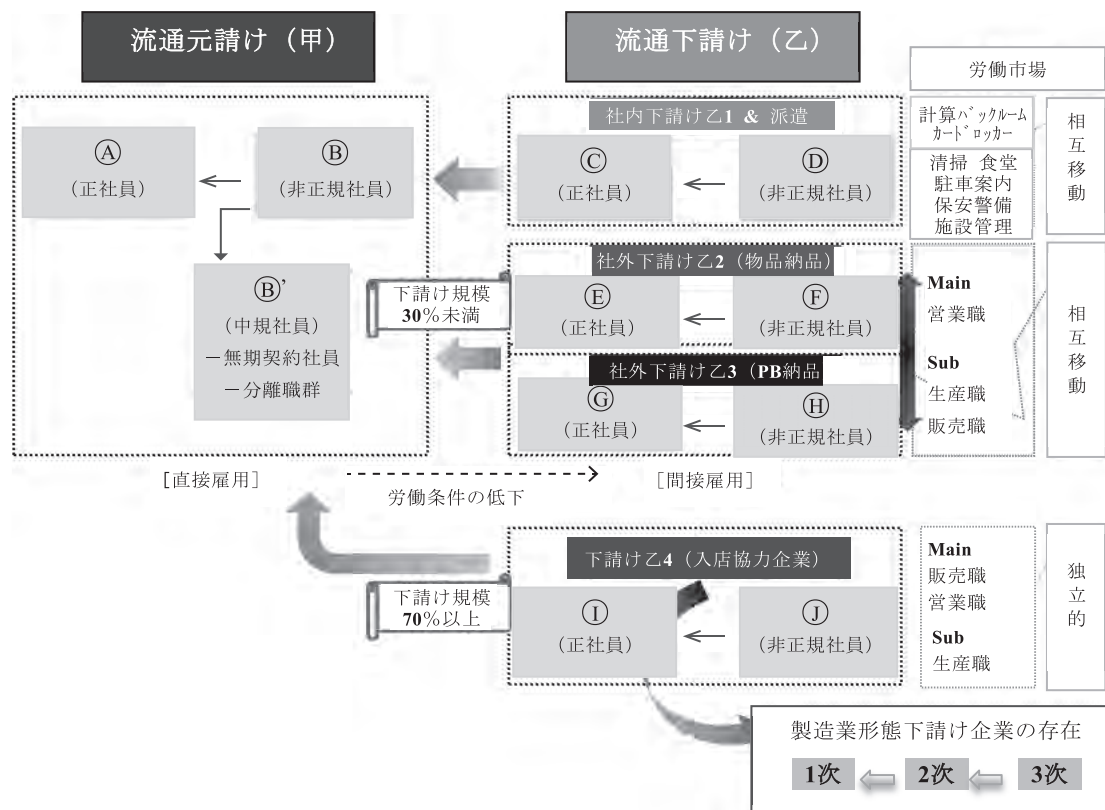 流通元請け（甲）
流通下請け（乙）
労働市場
Ⓐ
(正社員)
Ⓑ
(非正規社員)
Ⓑ’
(中規社員)
－無期契約社員
－分離職群
社内下請け乙1 & 派遣
Ⓒ
(正社員)
Ⓓ
(非正規社員)
計算バックルーム
カードロッカー
清掃 食堂
駐車案内
保安警備
施設管理
相互移動
下請け規模
30%未満
社外下請け乙2（物品納品）
Ⓔ
(正社員)
Ⓕ
(非正規社員)
社外下請け乙3（PB納品
Ⓖ
(正社員)
Ⓗ
(非正規社員)
Main
営業職
Sub
生産職
販売職
相互移動
［直接雇用］
労働条件の低下
［間接雇用］
下請け規模
70%以上
下請け乙4（入店協力企業）
Ⓘ
(正社員)
Ⓙ
(非正規社員)
Main
販売職
営業職
Sub
生産職
独立的
製造業形態下請け企業の存在
1次
2次
3次